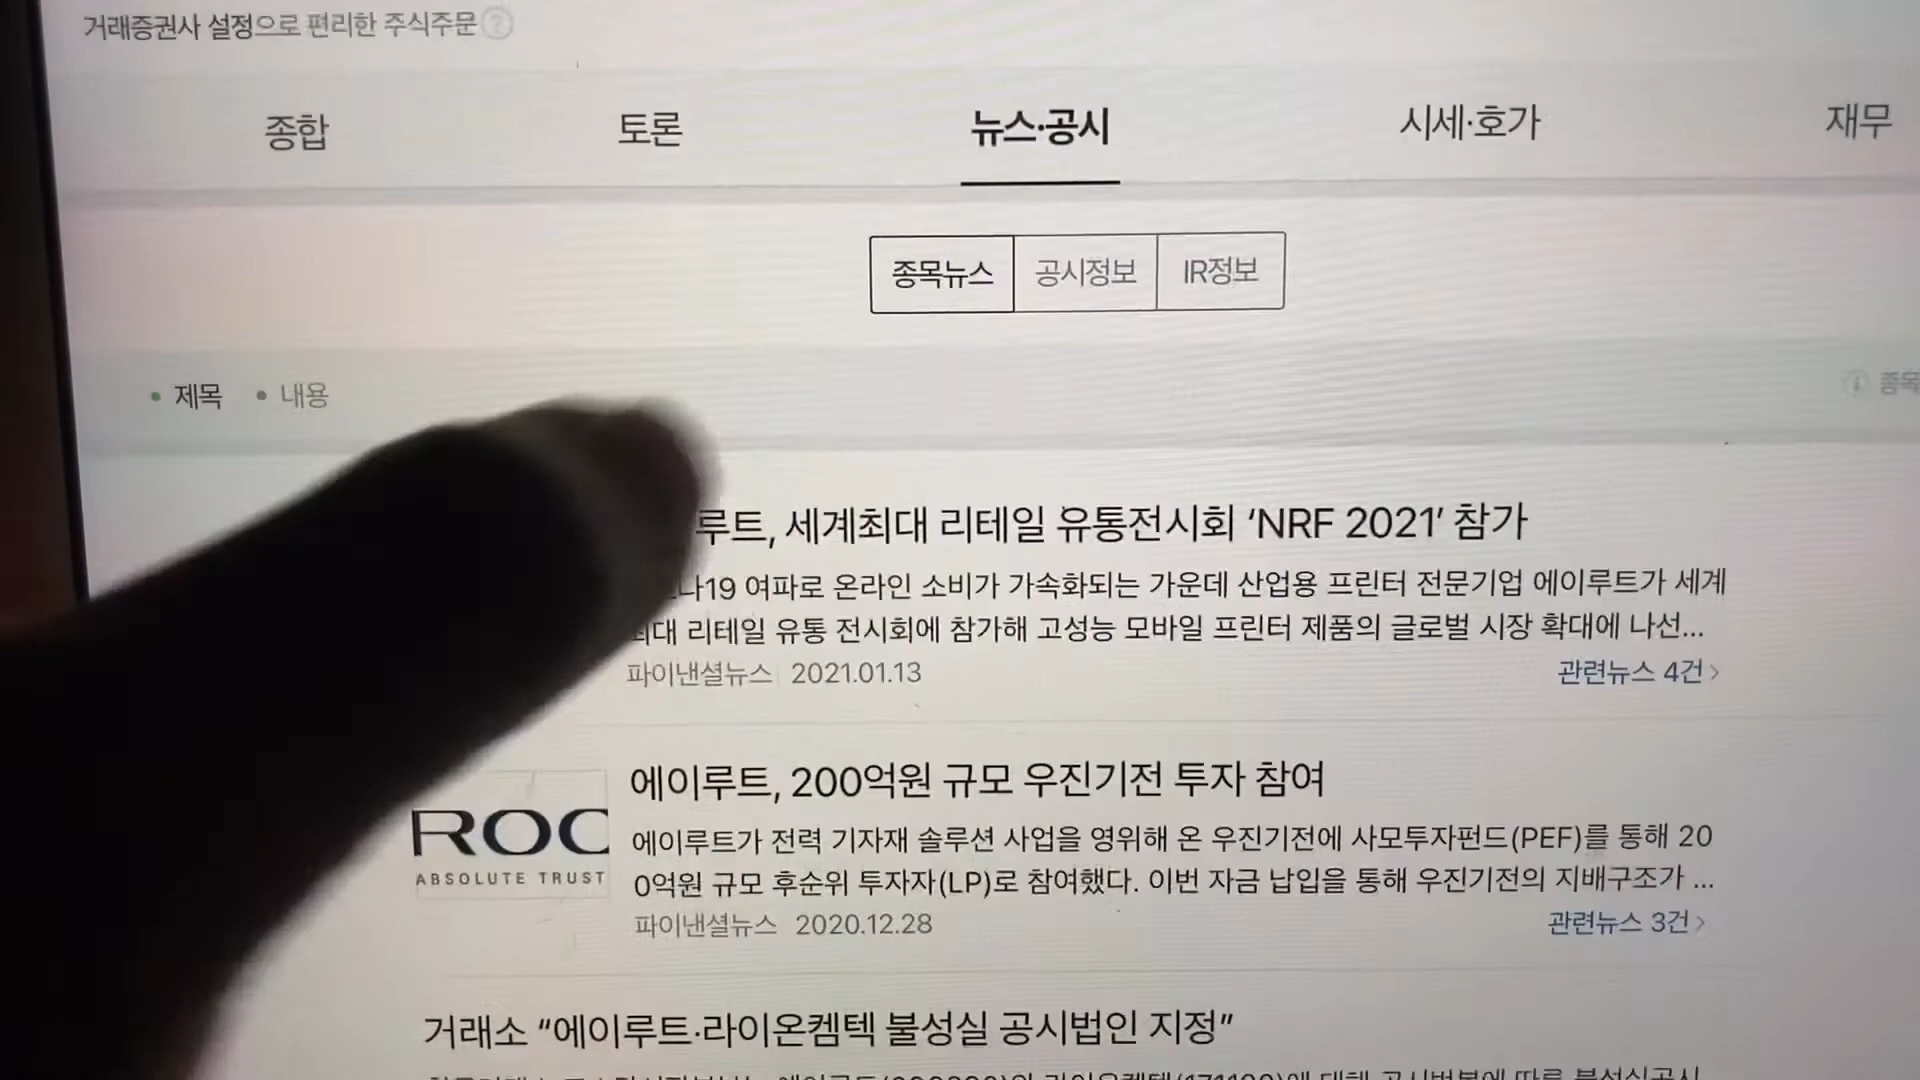 거래증권사 설정으로 편리한 주식주문
종합 토론 뉴스·공시 시세·호가 재무
종목뉴스 공시정보 IR정보
• 제목 • 내용
세계최대 리테일 유통전시회 ‘NRF 2021’ 참가
여파로 온라인 소비가 가속화되는 가운데 산업용 프린터 전문기업 에이루트가 세계
리테일 유통 전시회에 참가해 고성능 모바일 프린터 제품의 글로벌 시장 확대에 나선...
파이낸셜뉴스 2021.01.13 관련뉴스 4건 >
에이루트, 200억원 규모 우진기전 투자 참여
에이루트가 전력 기자재 솔루션 사업을 영위해 온 우진기전에 사모투자펀드(PEF)를 통해 20
0억원 규모 후순위 투자자(LP)로 참여했다. 이번 자금 납입을 통해 우진기전의 지배구조가 ...
파이낸셜뉴스 2020.12.28 관련뉴스 3건 >
ROO
ABSOLUTE TRUST
거래소 “에이루트·라이온켐텍 불성실 공시법인 지정”